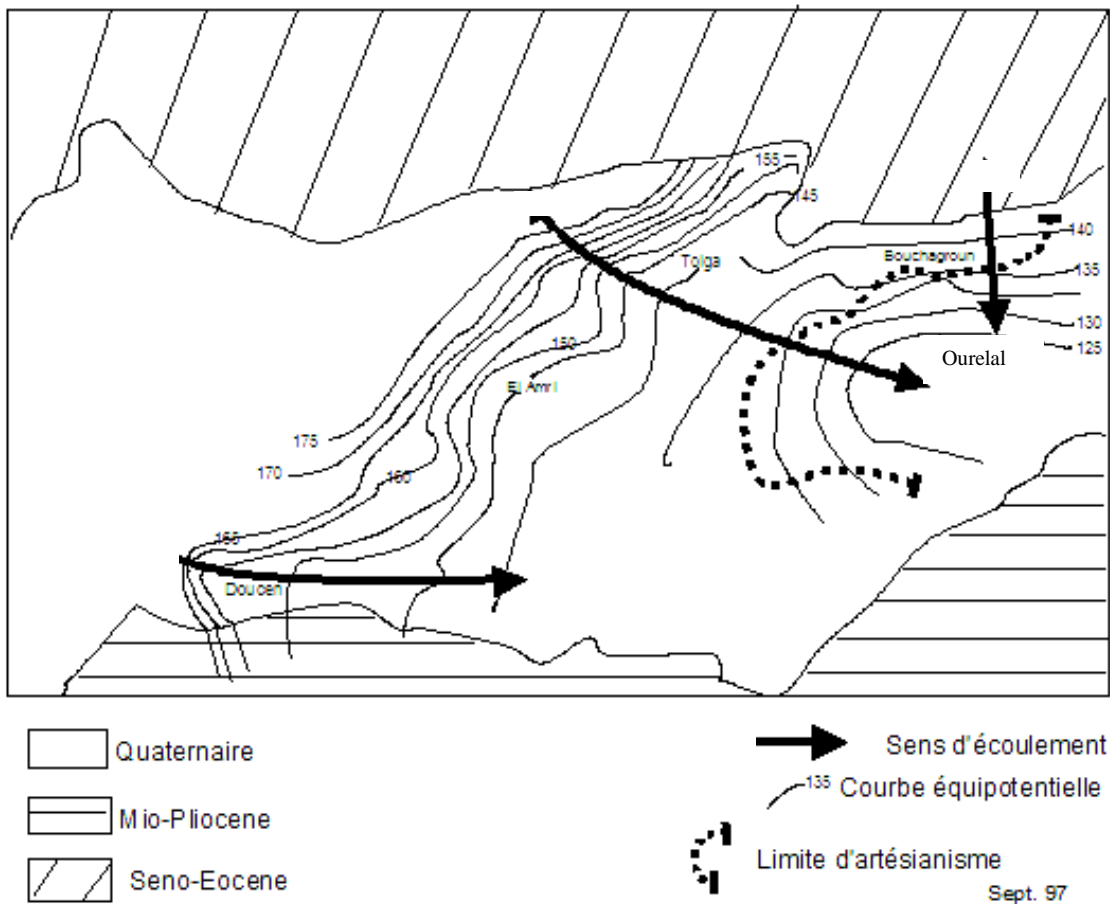 155
145
140
Bouchagroun
Tolga
135
130
125
150
Ourelal
El Amri
175
170
160
165
Doucen
Quaternaire
Mio-Pliocene
Seno-Eocene
Sens d'écoulement
135
Courbe équipotentielle
Limite d'artésianisme
Sept. 97